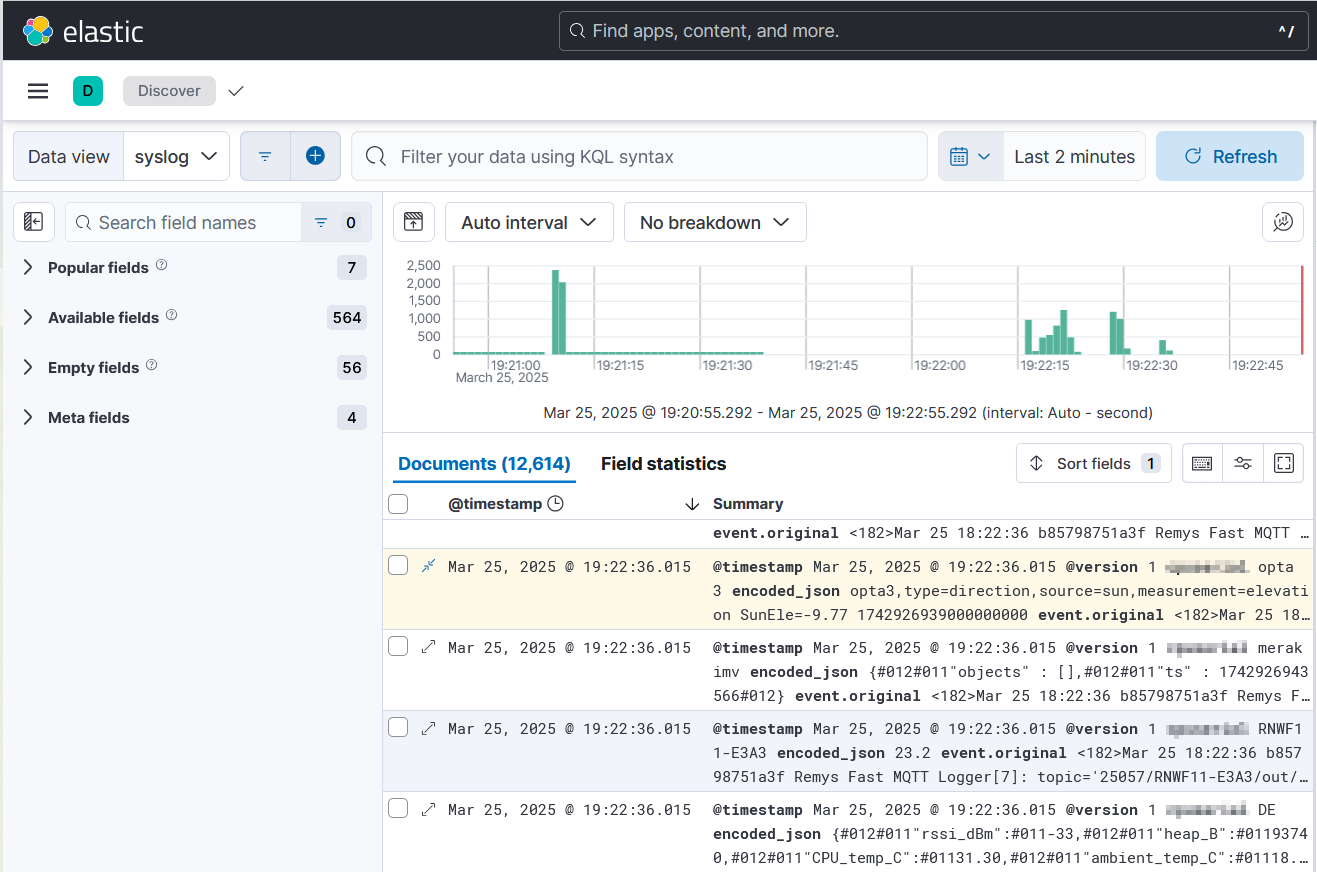 elastic
Find apps, content, and more.
^/
D
Discover
Data view
syslog
Filter your data using KQL syntax
Last 2 minutes
Refresh
Search field names
0
Auto interval
No breakdown
Popular fields
7
Available fields
564
Empty fields
56
Meta fields
4
2,500
2,000
1,500
1,000
500
0
19:21:00
19:21:15
19:21:30
19:21:45
19:22:00
19:22:15
19:22:30
19:22:45
March 25, 2025
Mar 25, 2025 @ 19:20:55.292 - Mar 25, 2025 @ 19:22:55.292 (interval: Auto - second)
Documents (12,614)
Field statistics
Sort fields
1
@timestamp
Summary
event.original <182>Mar 25 18:22:36 b85798751a3f Remys Fast MQTT …
Mar 25, 2025 @ 19:22:36.015
@timestamp Mar 25, 2025 @ 19:22:36.015 @version 1 opta
3 encoded_json opta3,type=direction,source=sun,measurement=elevati
on SunEle=-9.77 1742926939000000000 event.original <182>Mar 25 18…
Mar 25, 2025 @ 19:22:36.015
@timestamp Mar 25, 2025 @ 19:22:36.015 @version 1 merak
imv encoded_json {#012#011"objects" : [],#012#011"ts" : 1742926943
566#012} event.original <182>Mar 25 18:22:36 b85798751a3f Remys F…
Mar 25, 2025 @ 19:22:36.015
@timestamp Mar 25, 2025 @ 19:22:36.015 @version 1 RNWF1
1-E3A3 encoded_json 23.2 event.original <182>Mar 25 18:22:36 b857
98751a3f Remys Fast MQTT Logger[7]: topic='25057/RNWF11-E3A3/out/…
Mar 25, 2025 @ 19:22:36.015
@timestamp Mar 25, 2025 @ 19:22:36.015 @version 1 DE
encoded_json {#012#011"rssi_dBm":#011-33,#012#011"heap_B":#0119374
0,#012#011"CPU_temp_C":#01131.30,#012#011"ambient_temp_C":#01118.…